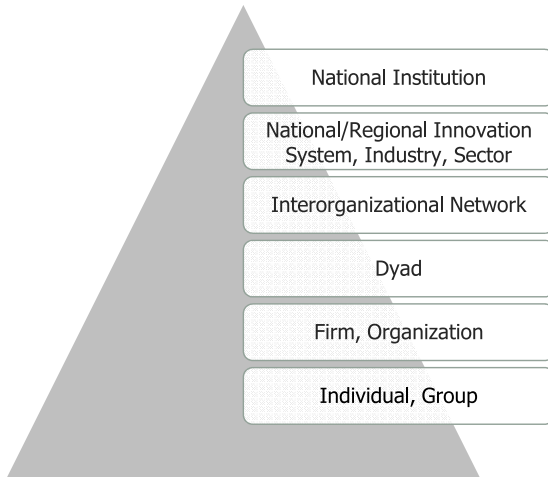 National Institution
National/Regional Innovation
System, Industry, Sector
Interorganizational Network
Dyad
Firm, Organization
Individual, Group